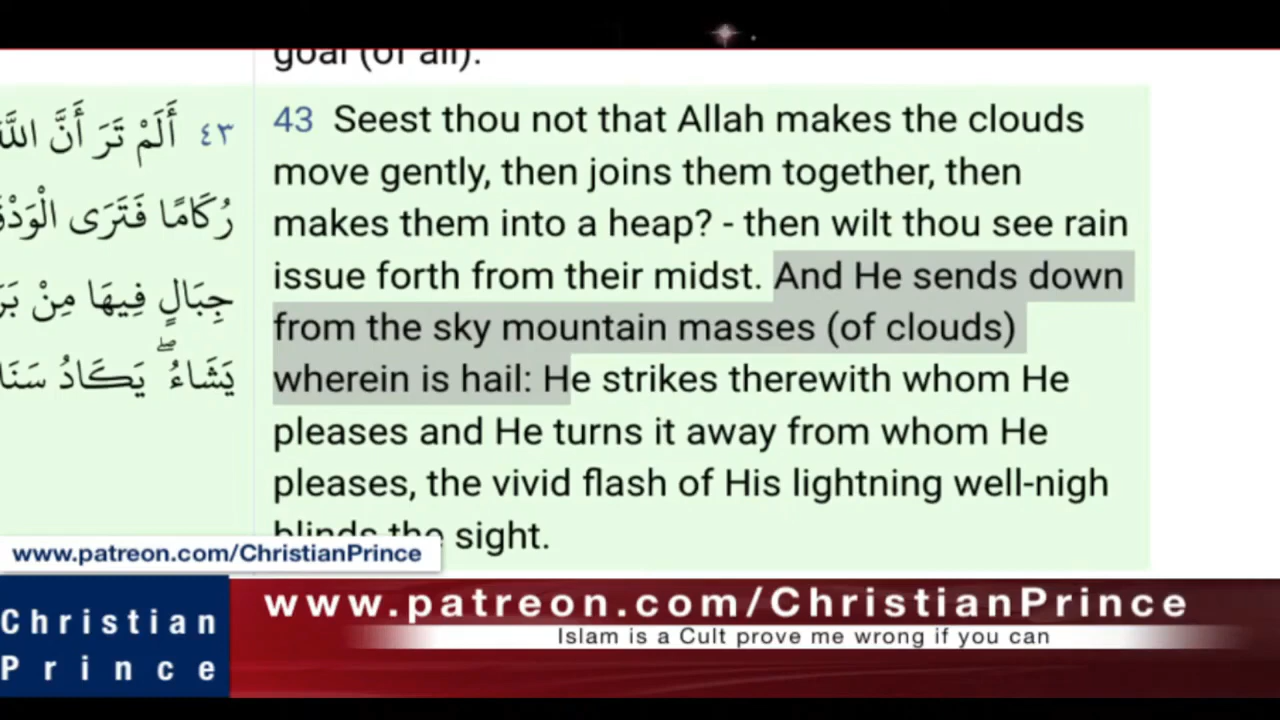 goal (of all).
43 Seest thou not that Allah makes the clouds
move gently, then joins them together, then
makes them into a heap? - then wilt thou see rain
issue forth from their midst. And He sends down
from the sky mountain masses (of clouds)
wherein is hail: He strikes therewith whom He
pleases and He turns it away from whom He
pleases, the vivid flash of His lightning well-nigh
blinds the sight.
٤٣ أَلَمْ تَرَ أَنَّ
رُكَامًا فَتَرَى
جِبَالٍ فِيهَا مِنْ
يَشَاءُ ۖ يَكَادُ
www.patreon.com/ChristianPrince
Christian
Prince
www.patreon.com/ChristianPrince
Islam is a Cult prove me wrong if you can